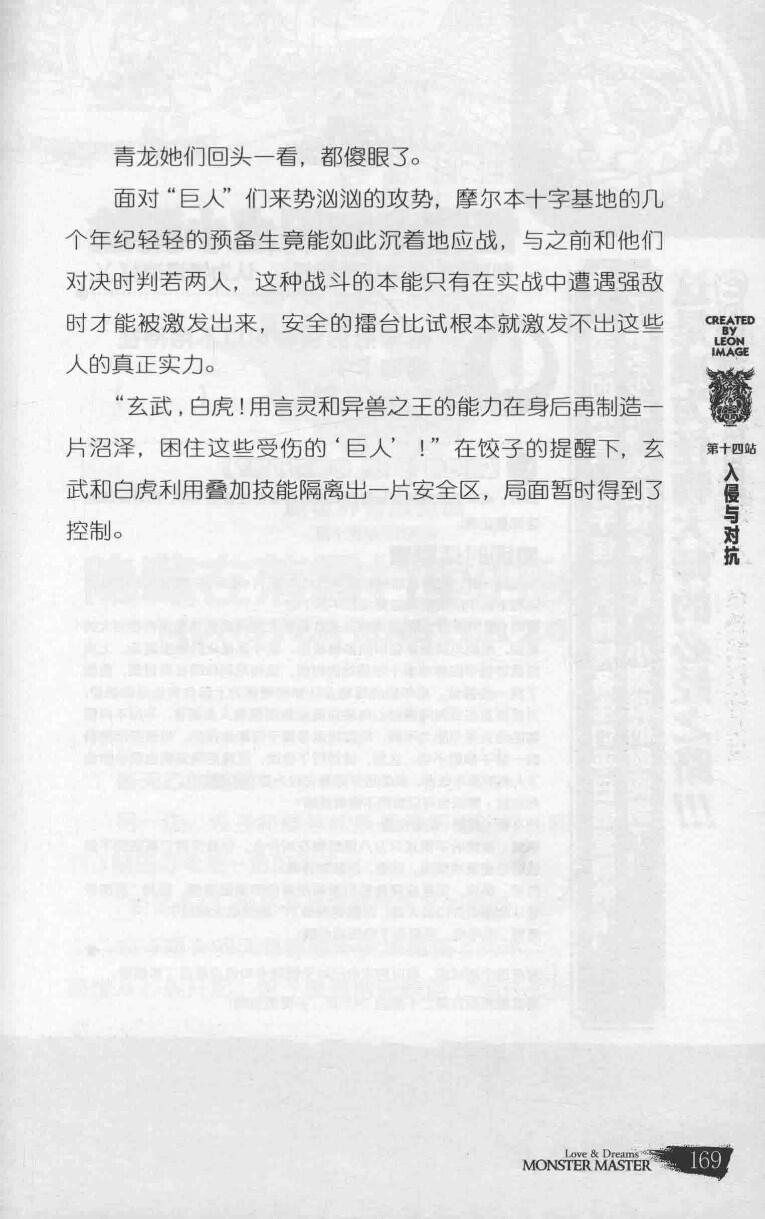 青龙她们回头一看，都傻眼了。
面对“巨人”们来势汹汹的攻势，摩尔本十字基地的几
个年纪轻轻的预备生竟能如此沉着地应战，与之前和他们
对决时判若两人，这种战斗的本能只有在实战中遭遇强敌
时才能被激发出来，安全的擂台比试根本就激发不出这些
人的真正实力。
“玄武，白虎！用言灵和异兽之王的能力在身后再制造一
片沼泽，困住这些受伤的‘巨人’！”在饺子的提醒下，玄
武和白虎利用叠加技能隔离出一片安全区，局面暂时得到了
控制。
CREATED
BY
LEON
IMAGE
第十四站
入侵与对抗
Love & Dreams
MONSTER MASTER
169